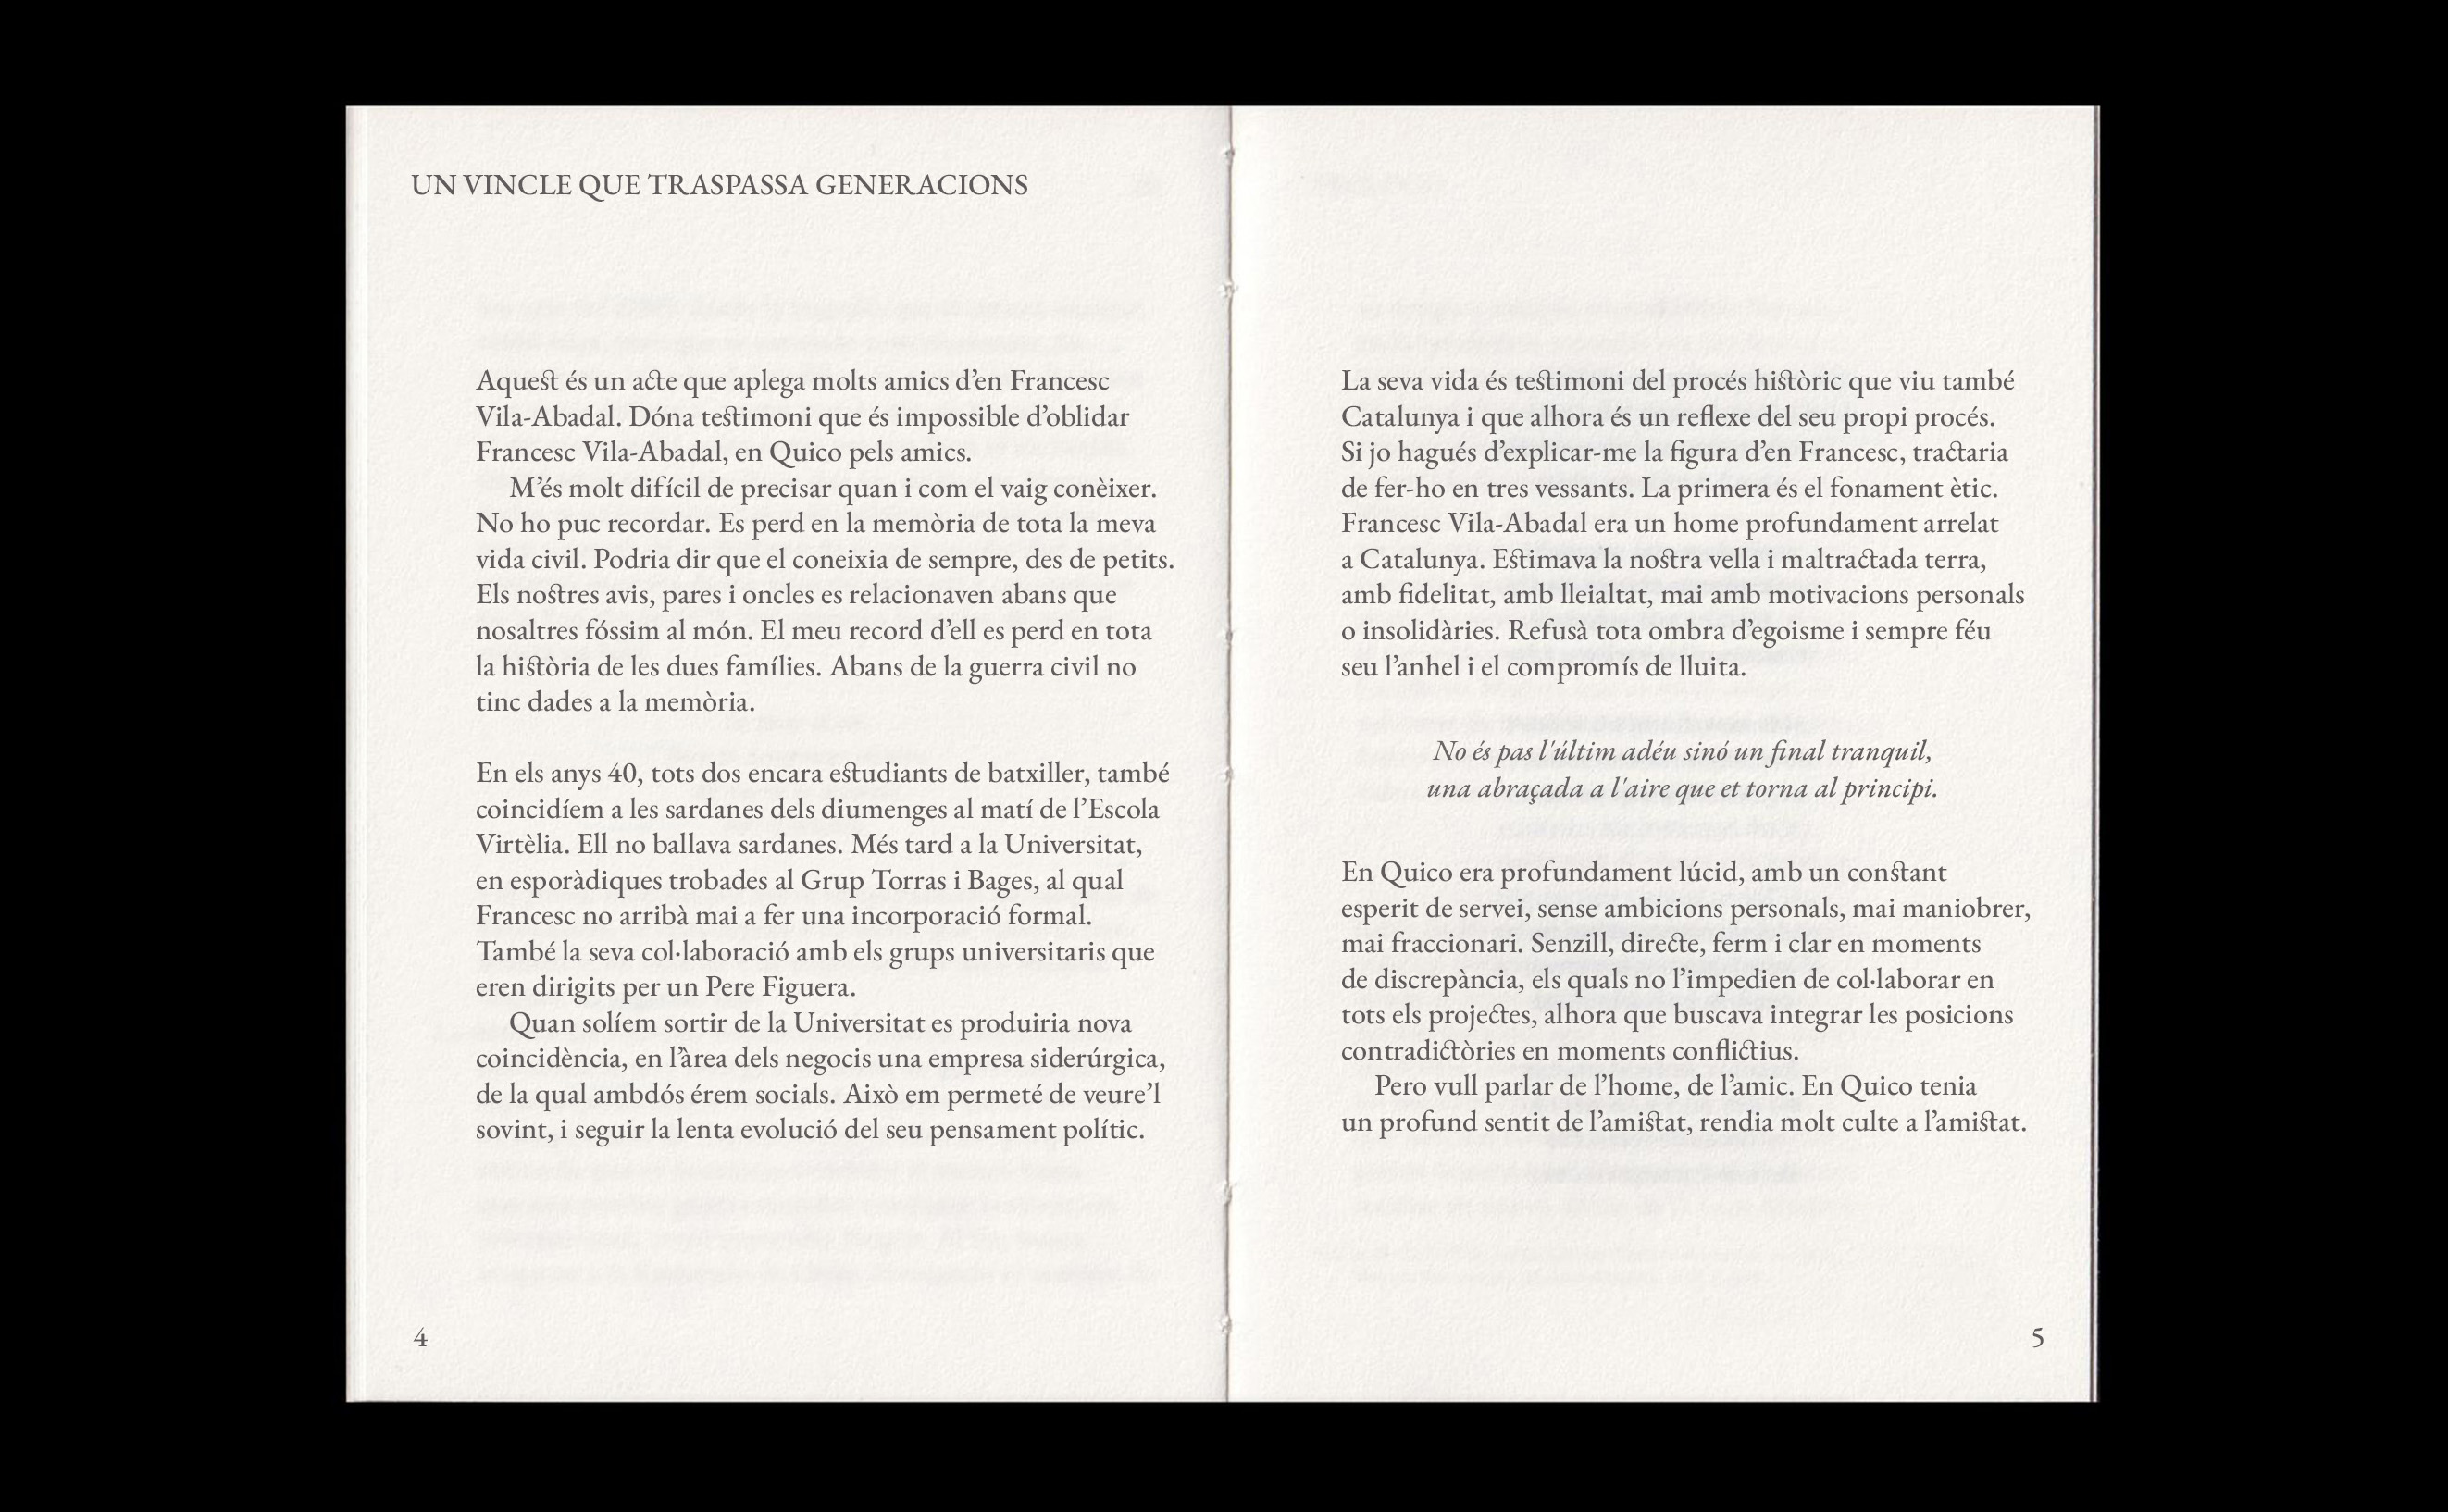 UN VINCLE QUE TRASPASSA GENERACIONS
Aquest és un acte que aplega molts amics d’en Francesc
Vila-Abadal. Dóna testimoni que és impossible d’oblidar
Francesc Vila-Abadal, en Quico pels amics.
M’és molt difícil de precisar quan i com el vaig conèixer.
No ho puc recordar. Es perd en la memòria de tota la meva
vida civil. Podria dir que el coneixia de sempre, des de petits.
Els nostres avis, pares i oncles es relacionaven abans que
nosaltres fóssim al món. El meu record d’ell es perd en tota
la història de les dues famílies. Abans de la guerra civil no
tinc dades a la memòria.
En els anys 40, tots dos encara estudiants de batxiller, també
coincidíem a les sardanes dels diumenges al matí de l’Escola
Virtèlia. Ell no ballava sardanes. Més tard a la Universitat,
en esporàdiques trobades al Grup Torras i Bages, al qual
Francesc no arribà mai a fer una incorporació formal.
També la seva col·laboració amb els grups universitaris que
eren dirigits per un Pere Figuera.
Quan solíem sortir de la Universitat es produiria nova
coincidència, en l’àrea dels negocis una empresa siderúrgica,
de la qual ambdós érem socials. Això em permeté de veure’l
sovint, i seguir la lenta evolució del seu pensament polític.
4
La seva vida és testimoni del procés històric que viu també
Catalunya i que alhora és un reflexe del seu propi procés.
Si jo hagués d’explicar-me la figura d’en Francesc, tractaria
de fer-ho en tres vessants. La primera és el fonament ètic.
Francesc Vila-Abadal era un home profundament arrelat
a Catalunya. Estimava la nostra vella i maltractada terra,
amb fidelitat, amb lleialtat, mai amb motivacions personals
o insolidàries. Refusà tota ombra d’egoisme i sempre féu
seu l’anhel i el compromís de lluita.
No és pas l'últim adéu sinó un final tranquil,
una abraçada a l'aire que et torna al principi.
En Quico era profundament lúcid, amb un constant
esperit de servei, sense ambicions personals, mai maniobrer,
mai fraccionari. Senzill, directe, ferm i clar en moments
de discrepància, els quals no l’impedien de col·laborar en
tots els projectes, alhora que buscava integrar les posicions
contradictòries en moments conflictius.
Pero vull parlar de l’home, de l’amic. En Quico tenia
un profund sentit de l’amistat, rendia molt culte a l’amistat.
5